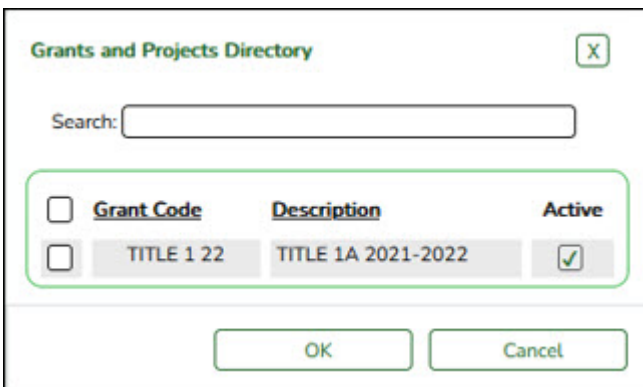 Grants and Projects Directory X
Search:
Grant Code Description Active
TITLE 1 22 TITLE 1A 2021-2022
OK Cancel